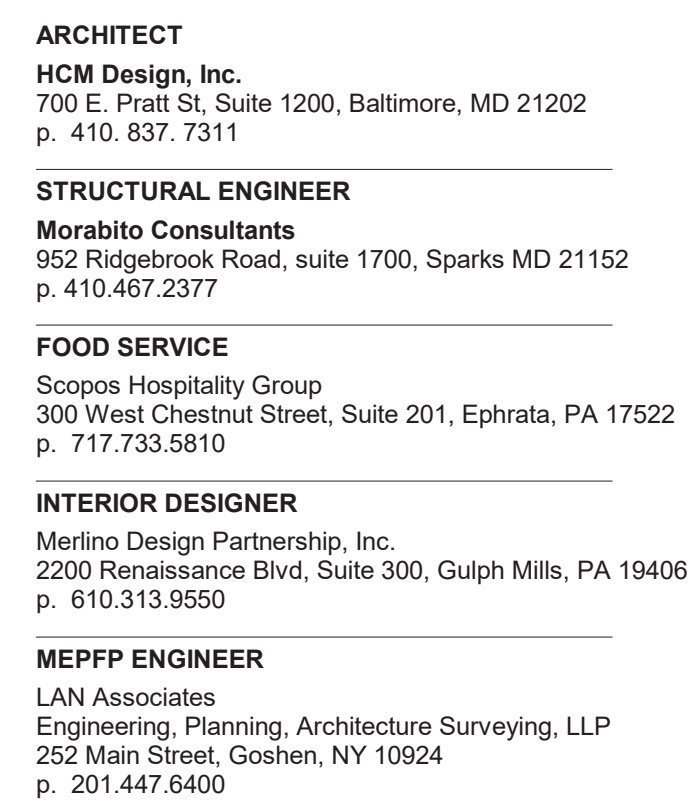 ARCHITECT
HCM Design, Inc.
700 E. Pratt St, Suite 1200, Baltimore, MD 21202
p.  410. 837. 7311
STRUCTURAL ENGINEER
Morabito Consultants
952 Ridgebrook Road, suite 1700, Sparks MD 21152
p. 410.467.2377
FOOD SERVICE
Scopos Hospitality Group
300 West Chestnut Street, Suite 201, Ephrata, PA 17522
p.  717.733.5810
INTERIOR DESIGNER
Merlino Design Partnership, Inc.
2200 Renaissance Blvd, Suite 300, Gulph Mills, PA 19406
p.  610.313.9550
MEPFP ENGINEER
LAN Associates
Engineering, Planning, Architecture Surveying, LLP
252 Main Street, Goshen, NY 10924
p.  201.447.6400